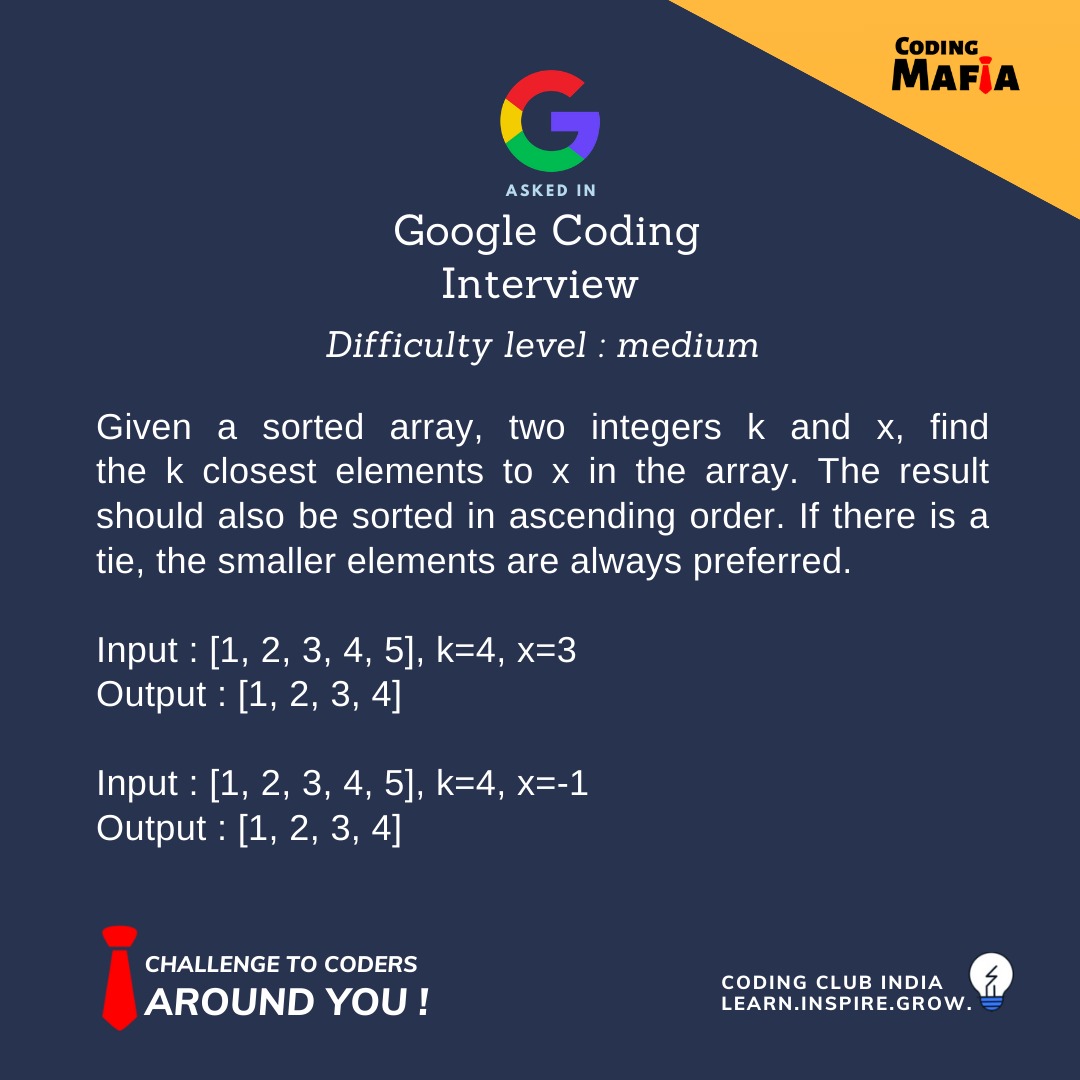 CODING
MAFIA
ASKED IN
Google Coding
Interview
Difficulty level : medium
Given a sorted array, two integers k and x, find
the k closest elements to x in the array. The result
should also be sorted in ascending order. If there is a
tie, the smaller elements are always preferred.
Input : [1, 2, 3, 4, 5], k=4, x=3
Output : [1, 2, 3, 4]
Input : [1, 2, 3, 4, 5], k=4, x=-1
Output : [1, 2, 3, 4]
CHALLENGE TO CODERS
AROUND YOU !
CODING CLUB INDIA
LEARN.INSPIRE.GROW.